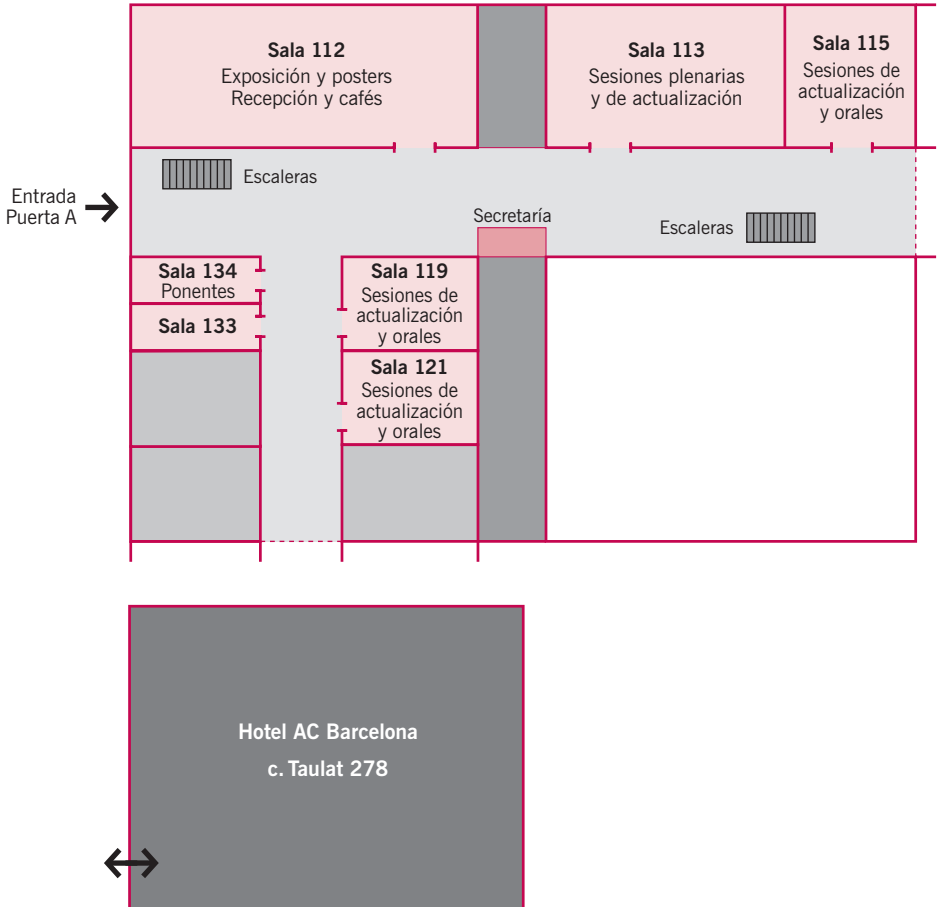 Sala 112
Exposición y posters
Recepción y cafés
Sala 113
Sesiones plenarias
y de actualización
Sala 115
Sesiones de
actualización
y orales
Escaleras
Entrada
Puerta A
Secretaría
Escaleras
Sala 134
Ponentes
Sala 133
Sala 119
Sesiones de
actualización
y orales
Sala 121
Sesiones de
actualización
y orales
Hotel AC Barcelona
c. Taulat 278